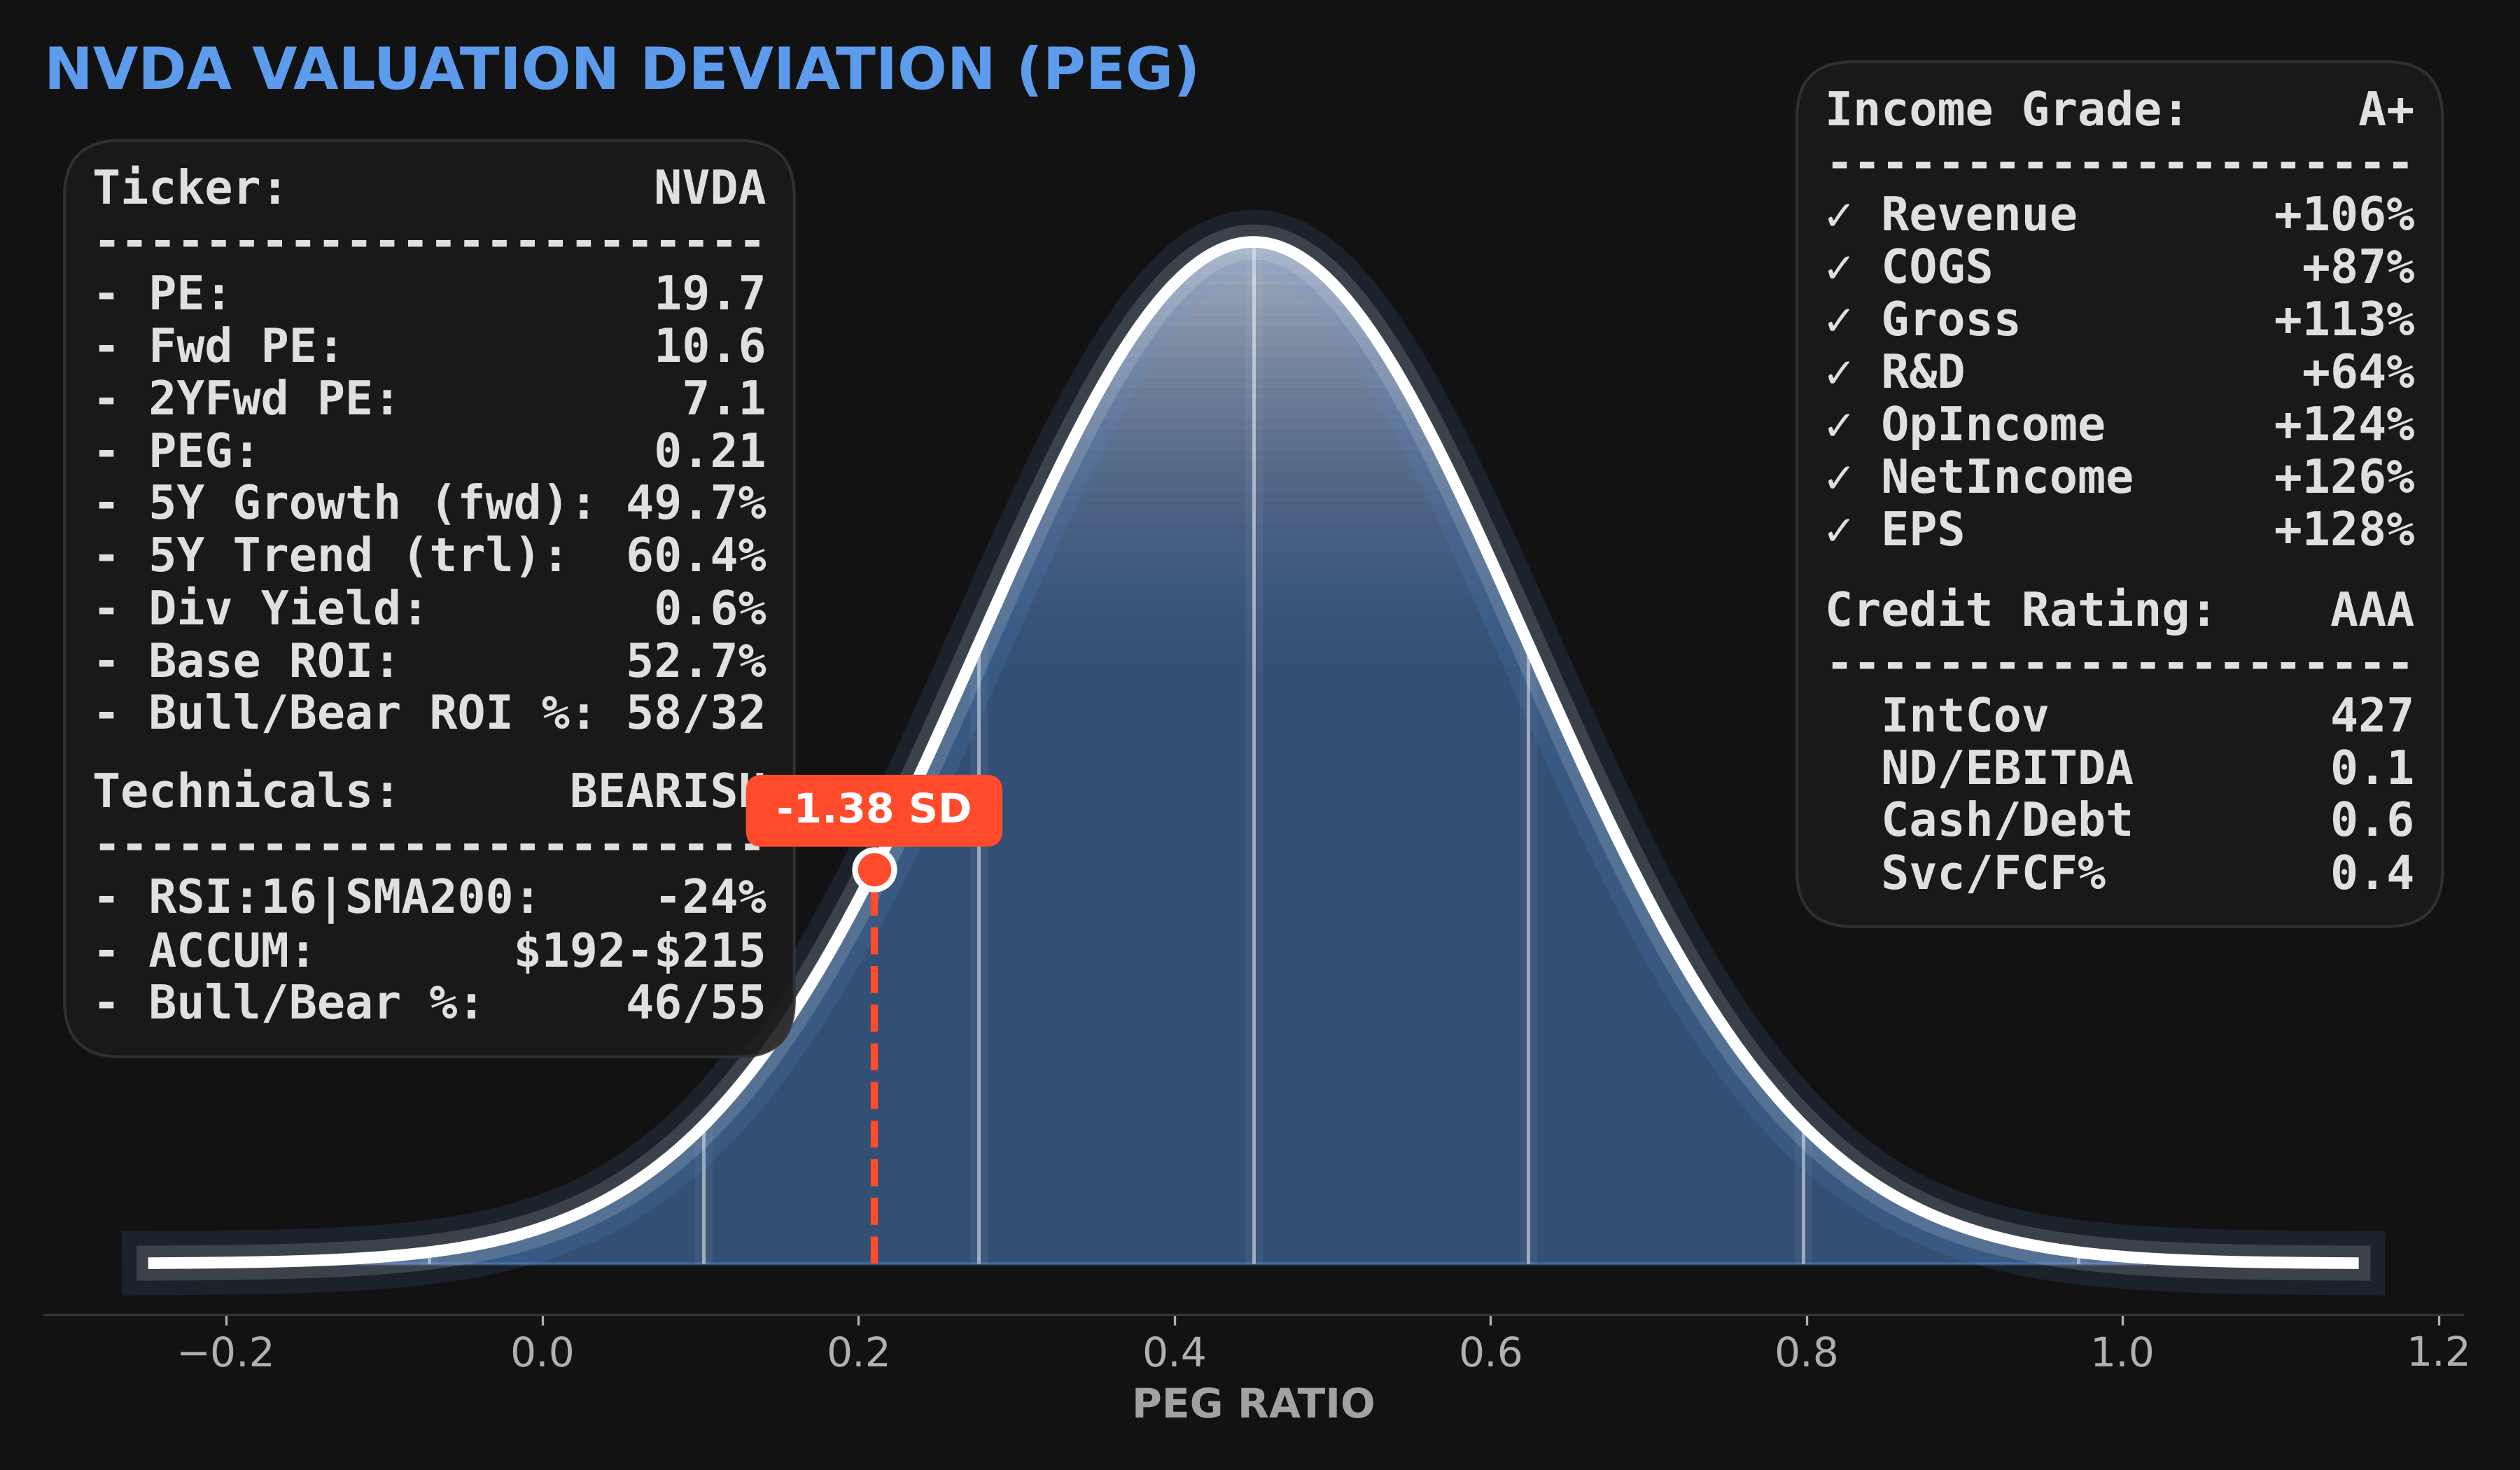 NVDA VALUATION DEVIATION (PEG)
Ticker: NVDA
------------------------
- PE: 19.7
- Fwd PE: 10.6
- 2YFwd PE: 7.1
- PEG: 0.21
- 5Y Growth (fwd): 49.7%
- 5Y Trend (trl): 60.4%
- Div Yield: 0.6%
- Base ROI: 52.7%
- Bull/Bear ROI %: 58/32
Technicals: BEARISH
------------------------
- RSI:16|SMA200: -24%
- ACCUM: $192-$215
- Bull/Bear %: 46/55
-1.38 SD
Income Grade: A+
---------------------
✓ Revenue +106%
✓ COGS +87%
✓ Gross +113%
✓ R&D +64%
✓ OpIncome +124%
✓ NetIncome +126%
✓ EPS +128%
Credit Rating: AAA
---------------------
IntCov 427
ND/EBITDA 0.1
Cash/Debt 0.6
Svc/FCF% 0.4
−0.2 0.0 0.2 0.4 0.6 0.8 1.0 1.2
PEG RATIO